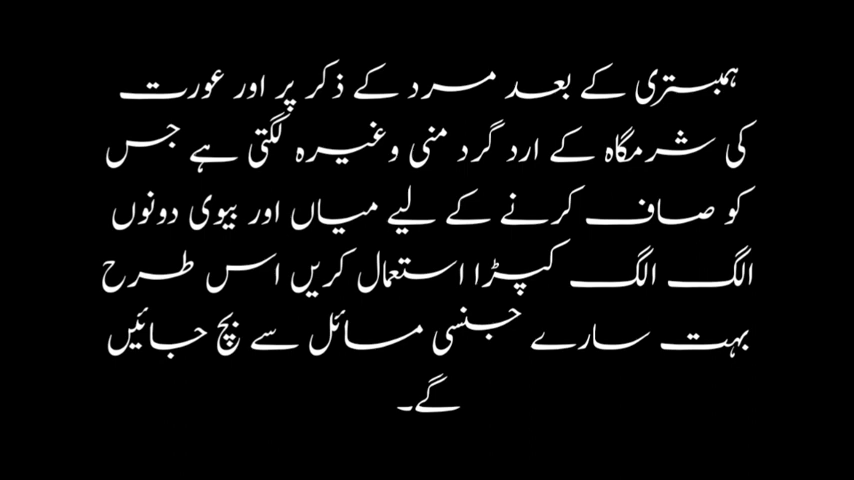 ہمبستری کے بعد مرد کے ذکر پر اور عورت
کی شرمگاہ کے ارد گرد منی وغیرہ لگتی ہے جس
کو صاف کرنے کے لیے میاں اور بیوی دونوں
الگ الگ کپڑا استعمال کریں اس طرح
بہت سارے جنسی مسائل سے بچ جائیں
گے۔